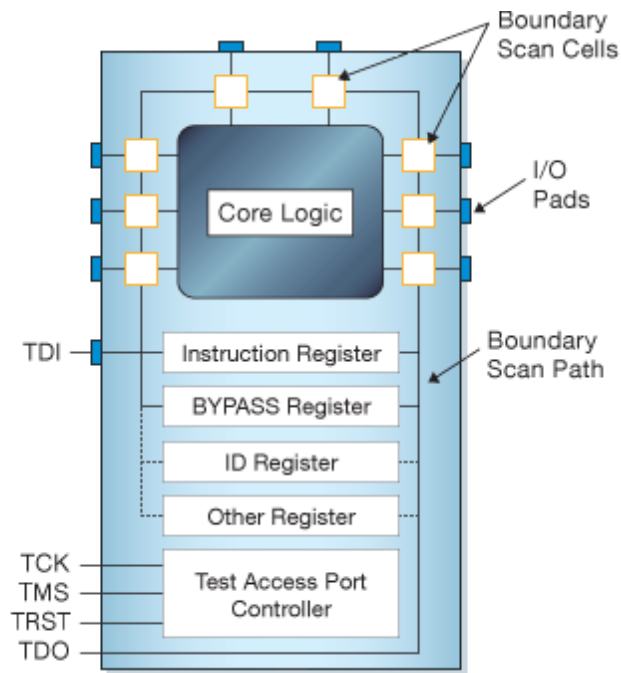 Boundary
Scan Cells
I/O
Pads
Core Logic
TDI
Instruction Register
Boundary
Scan Path
BYPASS Register
ID Register
Other Register
TCK
TMS
TRST
TDO
Test Access Port
Controller